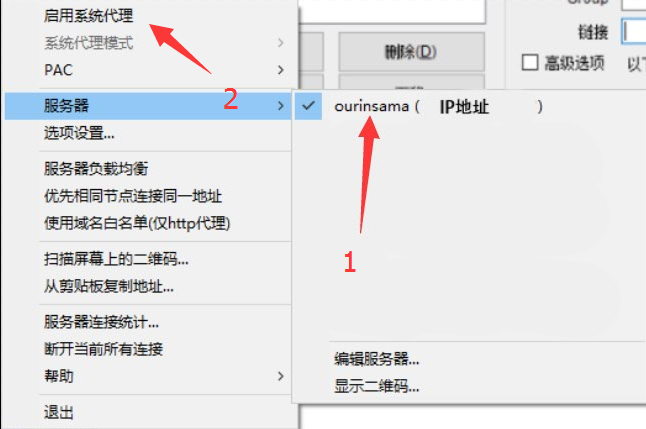 启用系统代理
系统代理模式
PAC
服务器
选项设置...
服务器负载均衡
优先相同节点连接同一地址
使用域名白名单(仅http代理)
扫描屏幕上的二维码...
从剪贴板复制地址...
服务器连接统计...
断开当前所有连接
帮助
退出
2
ourinsama ( IP地址 )
1
编辑服务器...
显示二维码...
删除(D)
链接
高级选项 以